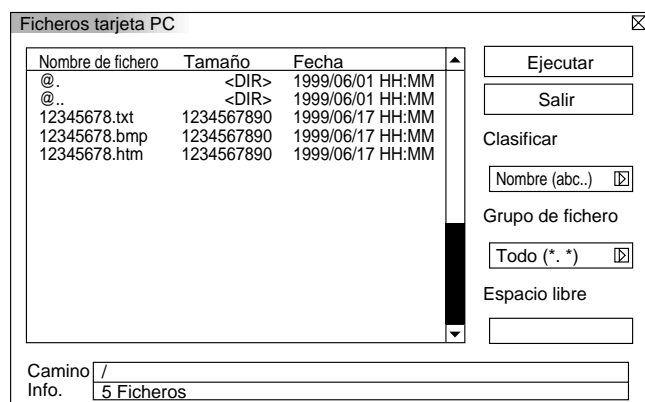 Ficheros tarjeta PC
Nombre de fichero Tamaño Fecha
@. <DIR> 1999/06/01 HH:MM
@.. <DIR> 1999/06/01 HH:MM
12345678.txt 1234567890 1999/06/17 HH:MM
12345678.bmp 1234567890 1999/06/17 HH:MM
12345678.htm 1234567890 1999/06/17 HH:MM
Ejecutar
Salir
Clasificar
Nombre (abc..)
Grupo de fichero
Todo (*. *)
Espacio libre
Camino /
Info. 5 Ficheros